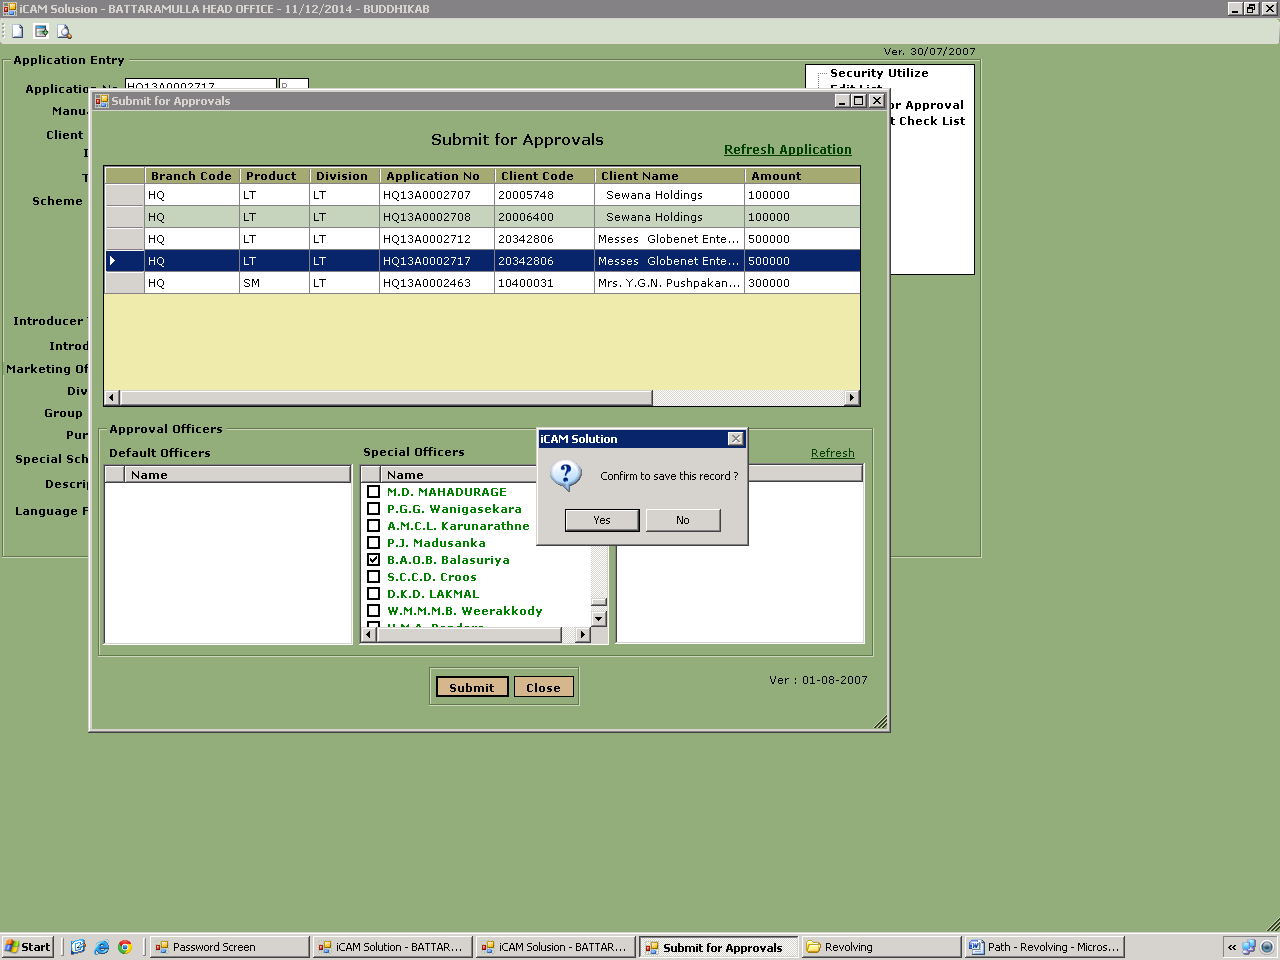 iCAM Solusion - BATTARAMULLA HEAD OFFICE - 11/12/2014 - BUDDHIKAB
Ver. 30/07/2007
Application Entry
Security Utilize
Application No HQ13A0002717
Submit for Approvals
Manu
r Approval
t Check List
Client
Submit for Approvals
Refresh Application
Branch Code Product Division Application No Client Code Client Name Amount
HQ LT LT HQ13A0002707 20005748 Sewana Holdings 100000
HQ LT LT HQ13A0002708 20006400 Sewana Holdings 100000
HQ LT LT HQ13A0002712 20342806 Messes Globenet Ente... 500000
HQ LT LT HQ13A0002717 20342806 Messes Globenet Ente... 500000
HQ SM LT HQ13A0002463 10400031 Mrs. Y.G.N. Pushpakan... 300000
Scheme
Introducer
Introd
Marketing Of
Div
Group
Pur
Special Sch
Descrip
Language F
Approval Officers
Default Officers
Name
Special Officers
Name
M.D. MAHADURAGE
P.G.G. Wanigasekara
A.M.C.L. Karunarathne
P.J. Madusanka
B.A.O.B. Balasuriya
S.C.C.D. Croos
D.K.D. LAKMAL
W.M.M.M.B. Weerakkody
Refresh
iCAM Solution
Confirm to save this record ?
Yes No
Submit Close
Ver : 01-08-2007
Start Password Screen iCAM Solution - BATTAR... iCAM Solusion - BATTAR... Submit for Approvals Revolving Path - Revolving - Micros... «